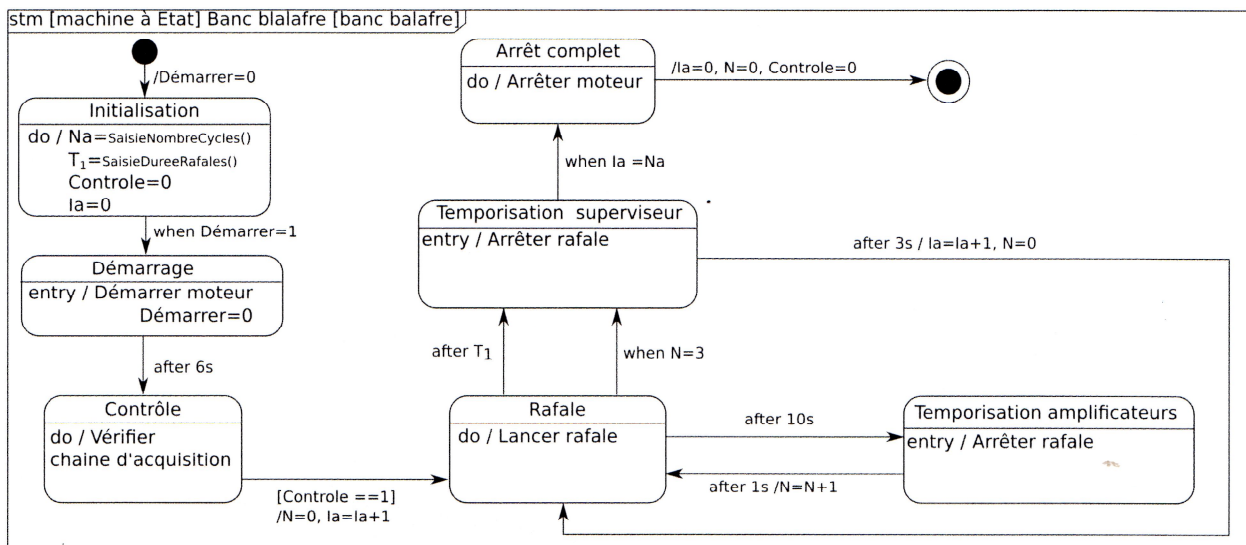 stm [machine à Etat] Banc blalafre [banc balafre]
/Démarrer=0
Initialisation
do / Na=SaisieNombreCycles()
T₁=SaisieDureeRafales()
Controle=0
Ia=0
when Démarrer=1
Démarrage
entry / Démarrer moteur
Démarrer=0
after 6s
Contrôle
do / Vérifier
chaine d'acquisition
[Controle ==1]
/N=0, Ia=Ia+1
Arrêt complet
do / Arrêter moteur
/Ia=0, N=0, Controle=0
when Ia =Na
Temporisation superviseur
entry / Arrêter rafale
after 3s / Ia=Ia+1, N=0
after T₁
when N=3
Rafale
do / Lancer rafale
after 10s
after 1s /N=N+1
Temporisation amplificateurs
entry / Arrêter rafale